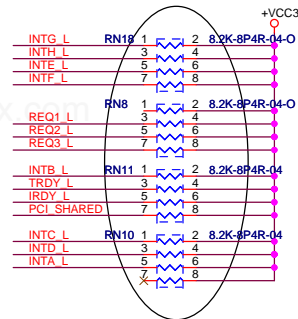 +VCC3
INTG_L RN18 1 2 8.2K-8P4R-04-O
INTH_L 3 4
INTE_L 5 6
INTF_L 7 8
RN8 1 2 8.2K-8P4R-04-O
REQ1_L 3 4
REQ2_L 5 6
REQ3_L 7 8
INTB_L RN11 1 2 8.2K-8P4R-04
TRDY_L 3 4
IRDY_L 5 6
PCI_SHARED 7 8
INTC_L RN10 1 2 8.2K-8P4R-04
INTD_L 3 4
INTA_L 5 6
7 8